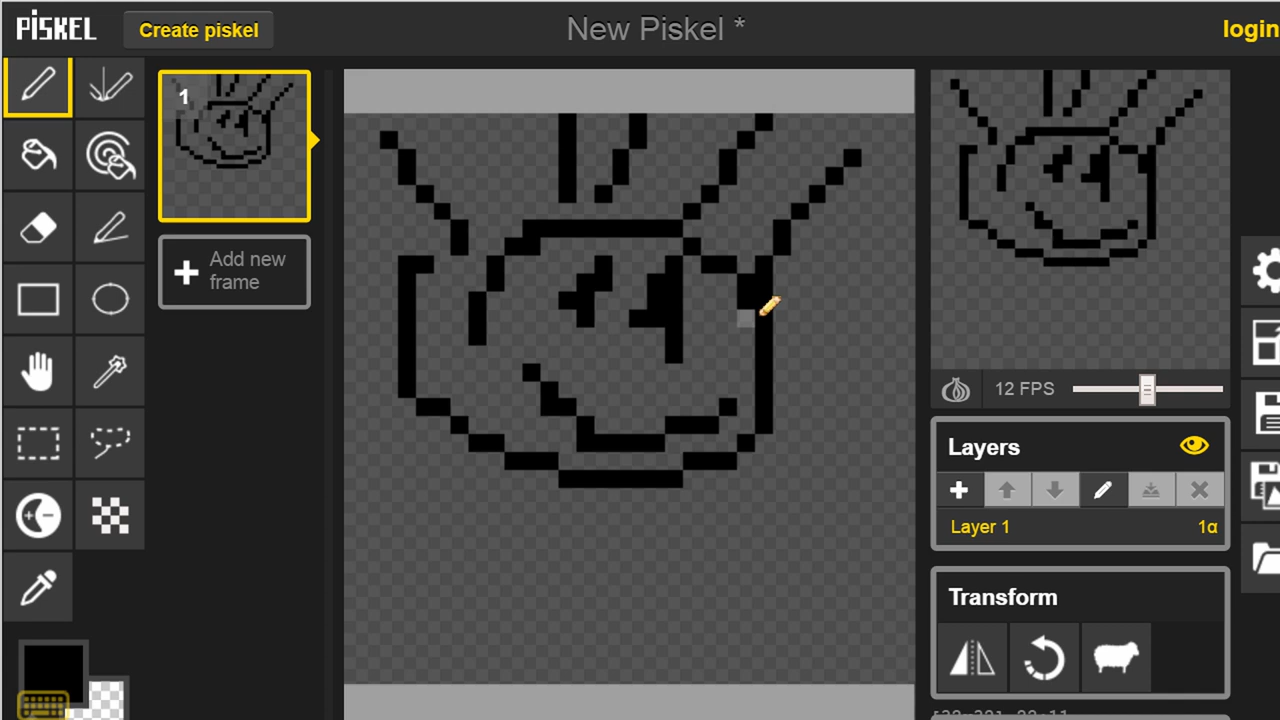 PISKEL
Create piskel
New Piskel *
login
1
Add new
frame
12 FPS
Layers
Layer 1
1α
Transform